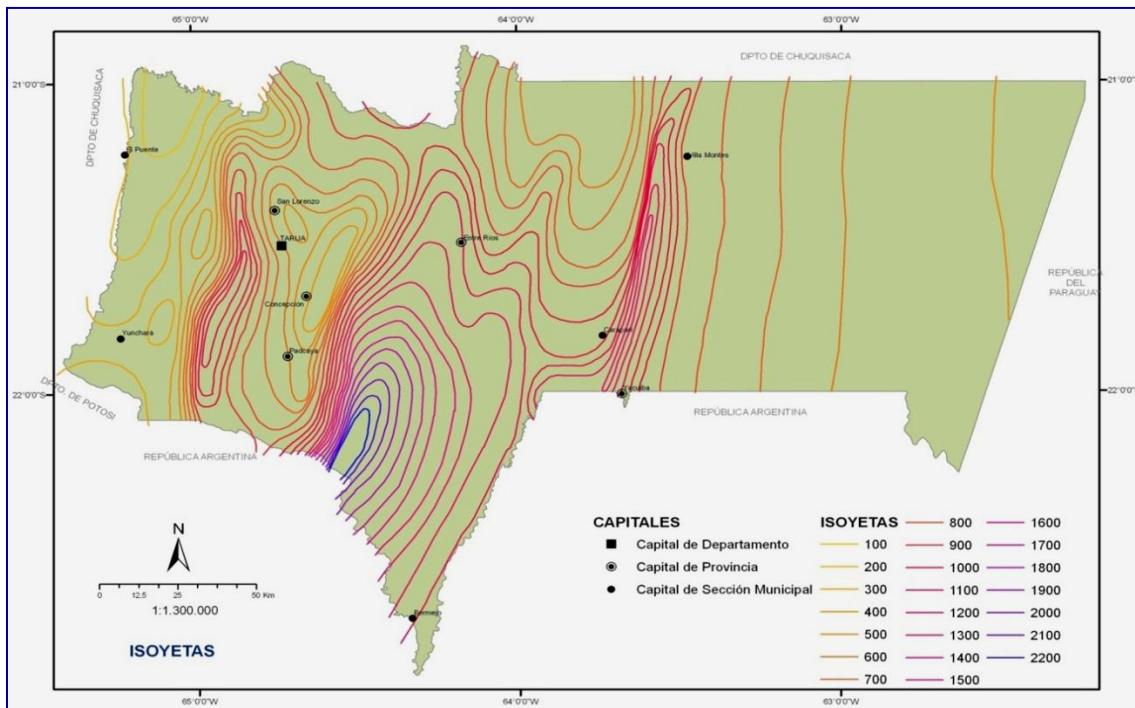 65°0'0"W
64°0'0"W
63°0'0"W
DPTO DE CHUQUISACA
DPTO DE CHUQUISACA
21°0'0"S
21°0'0"S
El Puente
Villa Montes
San Lorenzo
TARIJA
Entre Rios
REPÚBLICA
DEL
PARAGUAY
Concepción
Yunchara
Caraparí
Padcaya
DPTO. DE POTOSI
22°0'0"S
22°0'0"S
Yacuiba
REPÚBLICA ARGENTINA
REPÚBLICA ARGENTINA
N
0 12,5 25 50 Km
1:1.300.000
ISOYETAS
Bermejo
CAPITALES
Capital de Departamento
Capital de Provincia
Capital de Sección Municipal
ISOYETAS
100
200
300
400
500
600
700
800
900
1000
1100
1200
1300
1400
1500
1600
1700
1800
1900
2000
2100
2200
65°0'0"W
64°0'0"W
63°0'0"W